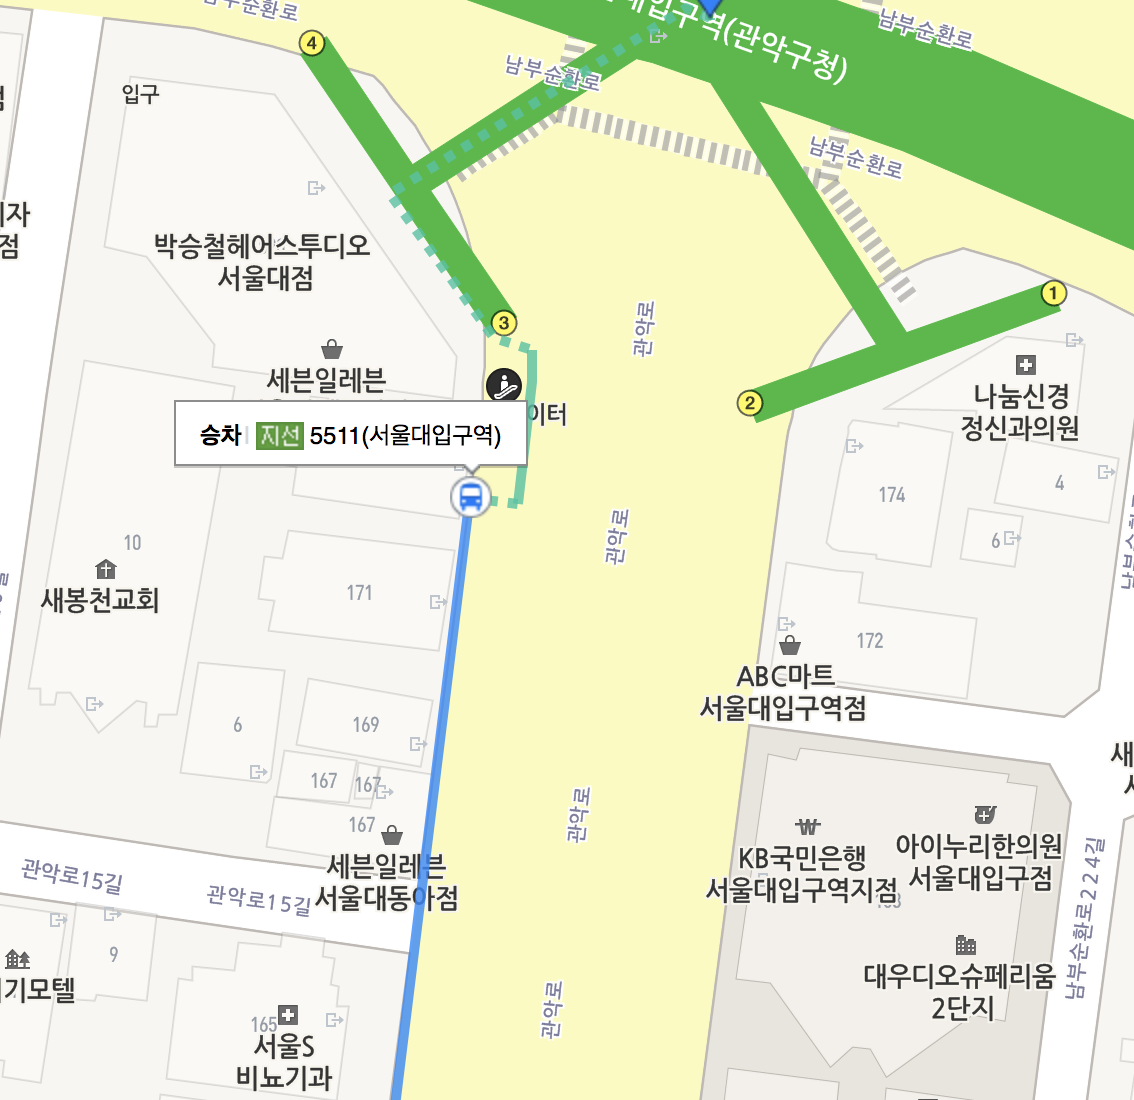 남부순환로
대입구역(관악구청)
남부순환로
4
남부순환로
입구
남부순환로
점
박승철헤어스투디오
서울대점
1
3
관악로
세븐일레븐
이터
2
나눔신경
정신과의원
승차 지선 5511(서울대입구역)
174
4
6
관악로
10
171
새봉천교회
172
ABC마트
서울대입구역점
6
169
167
167
167
관악로
세븐일레븐
서울대동아점
관악로15길
관악로15길
KB국민은행
서울대입구역지점
아이누리한의원
서울대입구점
남부순환로224길
9
대우디오슈페리움
2단지
기모텔
165
서울S
비뇨기과
관악로